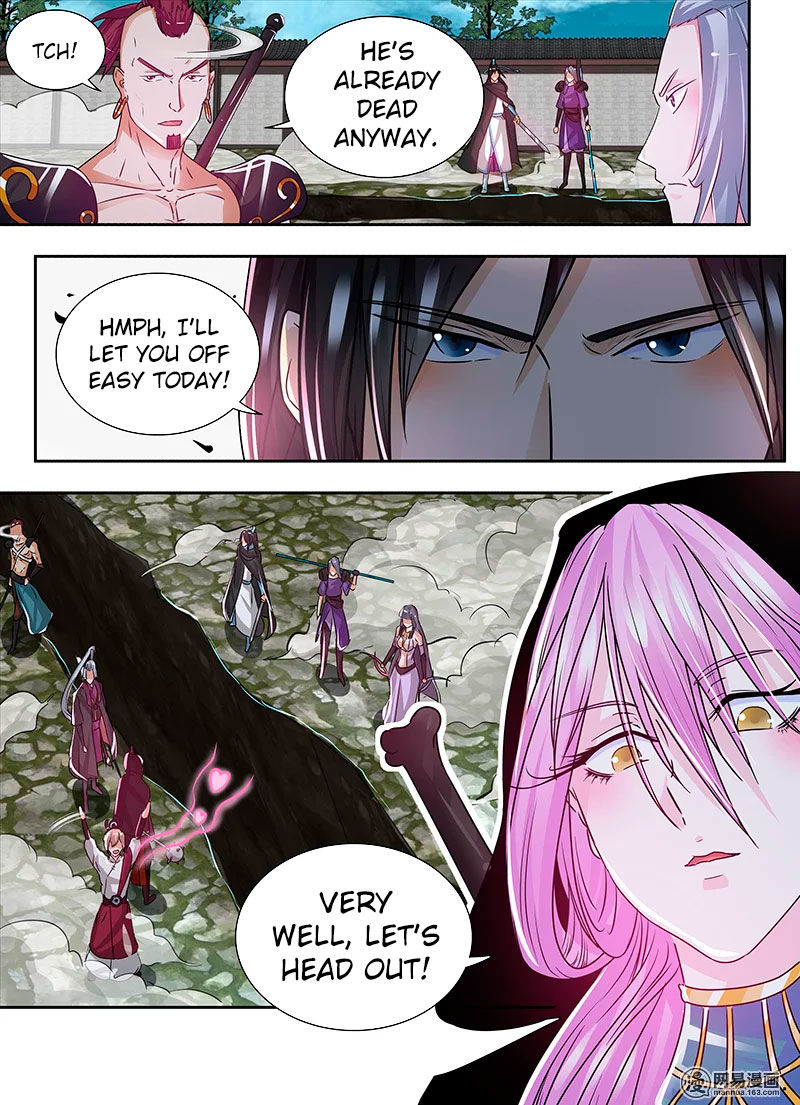 TCH!
HE'S
ALREADY
DEAD
ANYWAY.
HMPH, I'LL
LET YOU OFF
EASY TODAY!
VERY
WELL, LET'S
HEAD OUT!
漫 网易漫画
manhua.163.com